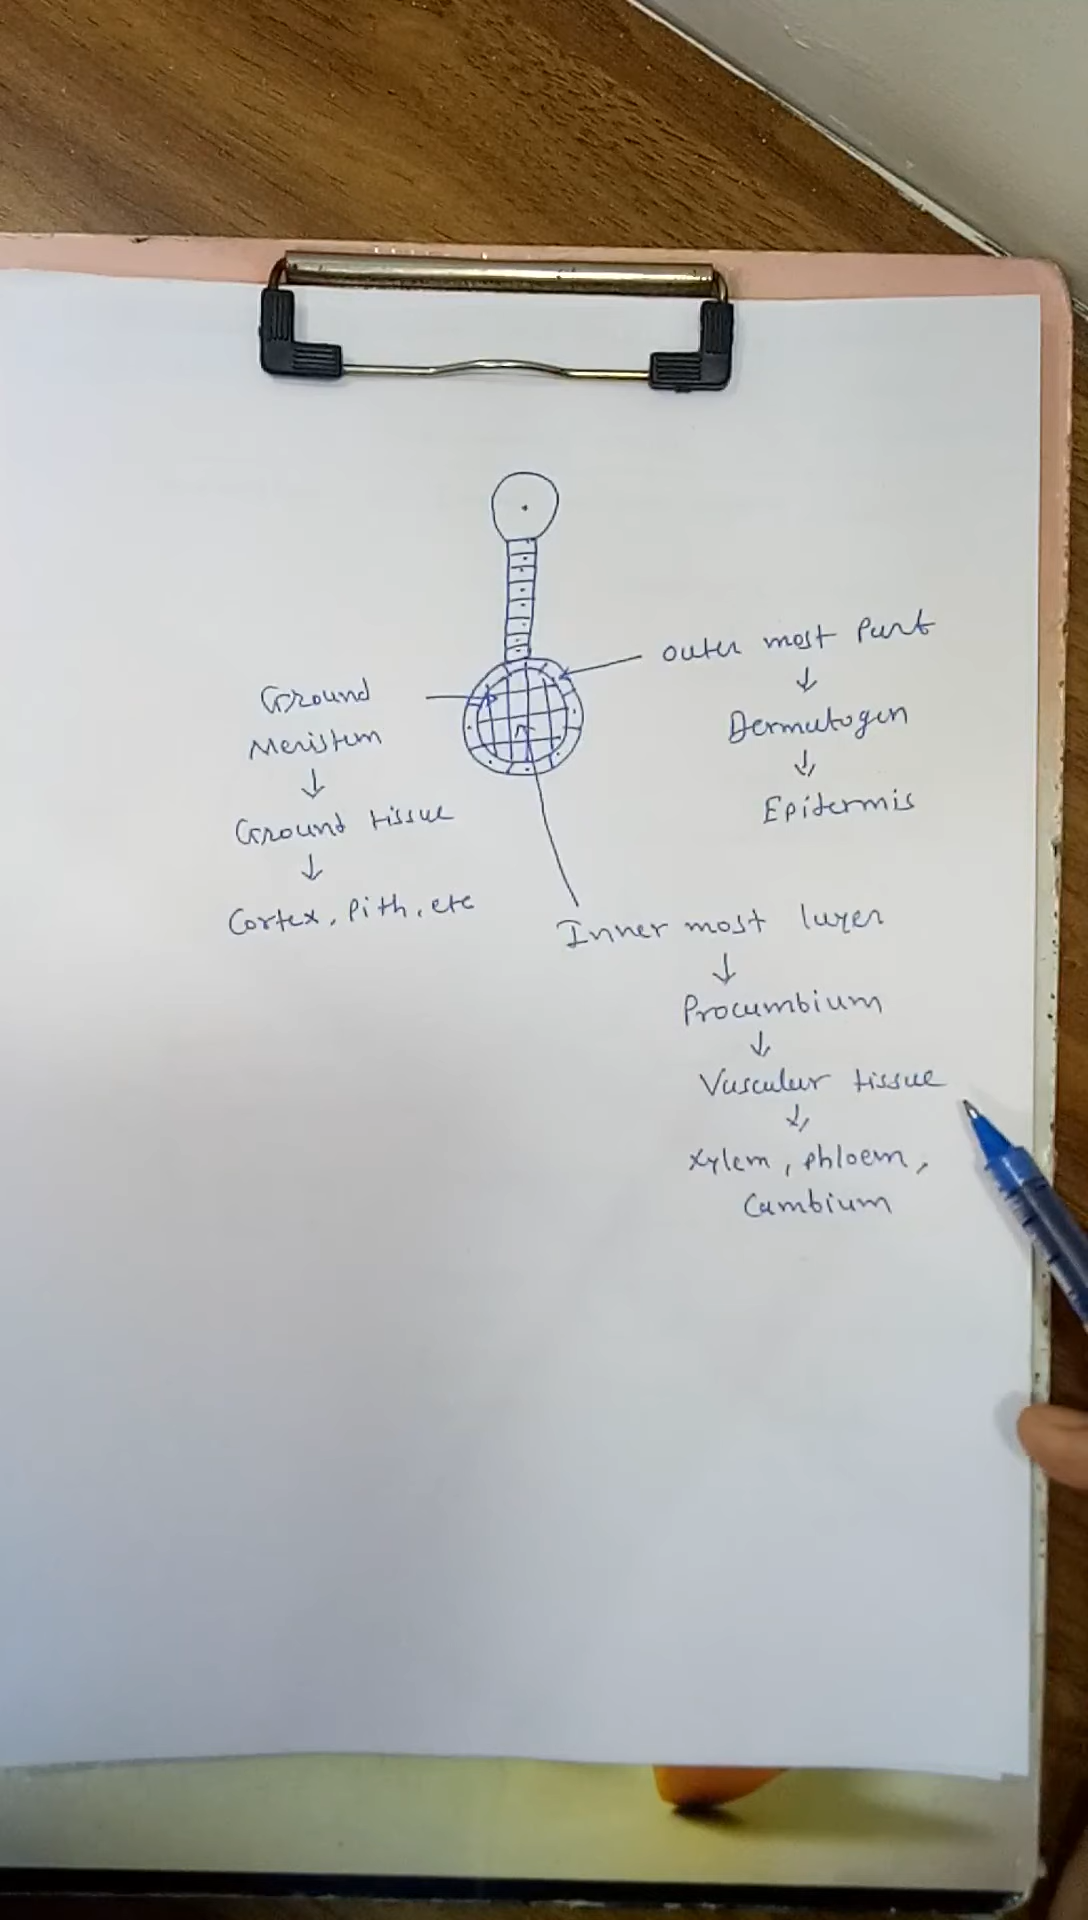 outer most part
↓
Dermatogen
↓
Epidermis
Ground
Meristem
↓
Ground tissue
↓
Cortex, Pith, etc
Inner most layer
↓
Procambium
↓
Vascular tissue
↓
xylem, phloem,
Cambium